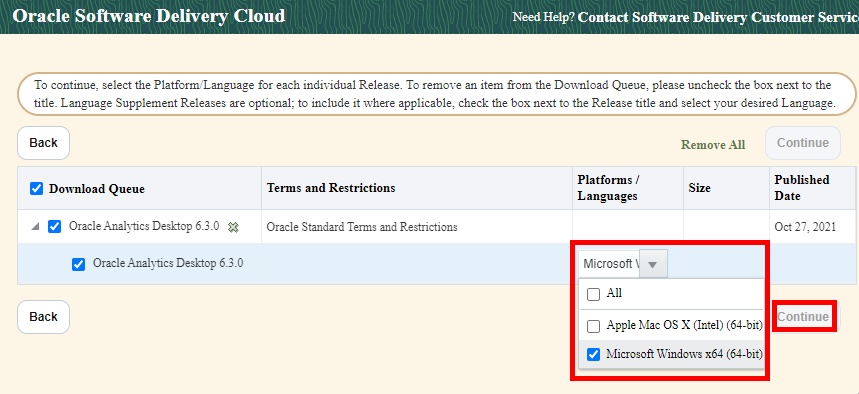 Oracle Software Delivery Cloud
Need Help? Contact Software Delivery Customer Servic
To continue, select the Platform/Language for each individual Release. To remove an item from the Download Queue, please uncheck the box next to the
title. Language Supplement Releases are optional; to include it where applicable, check the box next to the Release title and select your desired Language.
Back
Remove All
Continue
Download Queue
Terms and Restrictions
Platforms /
Languages
Size
Published
Date
Oracle Analytics Desktop 6.3.0
Oracle Standard Terms and Restrictions
Oct 27, 2021
Oracle Analytics Desktop 6.3.0
Microsoft
All
Back
Apple Mac OS X (Intel) (64-bit)
Continue
Microsoft Windows x64 (64-bit)